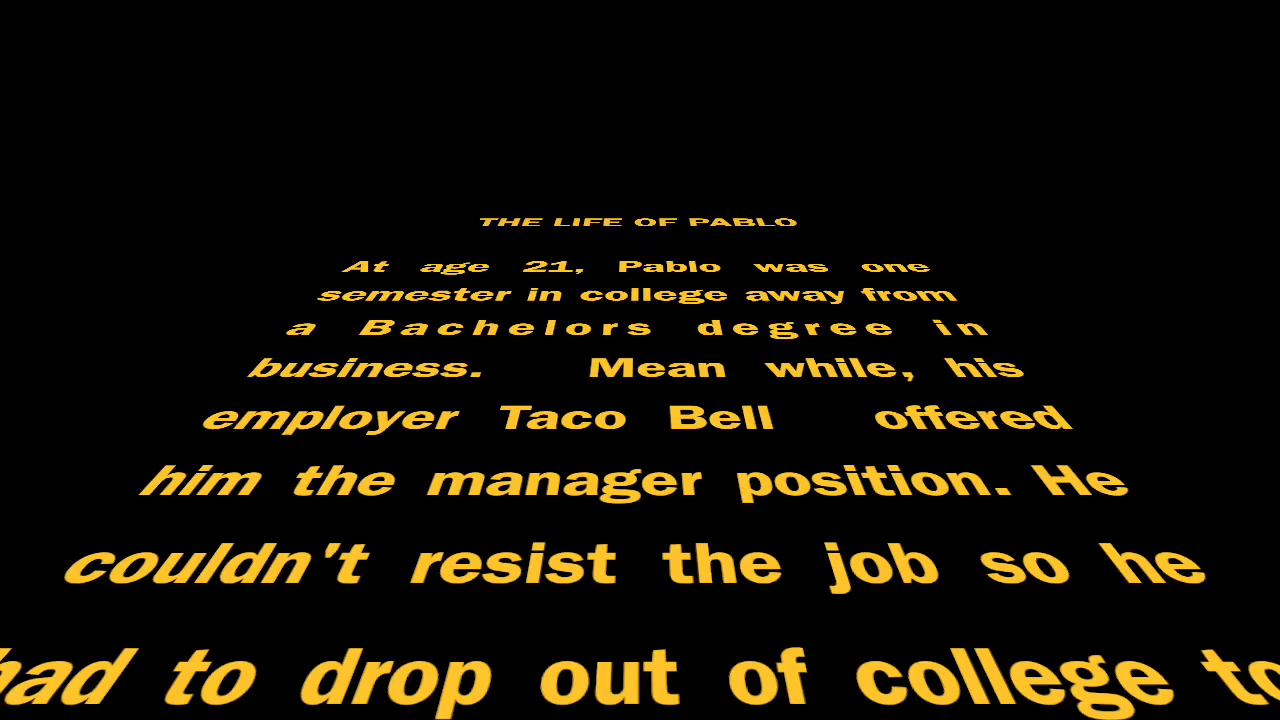 THE LIFE OF PABLO
At age 21, Pablo was one
semester in college away from
a Bachelors degree in
business. Mean while, his
employer Taco Bell offered
him the manager position. He
couldn't resist the job so he
had to drop out of college to